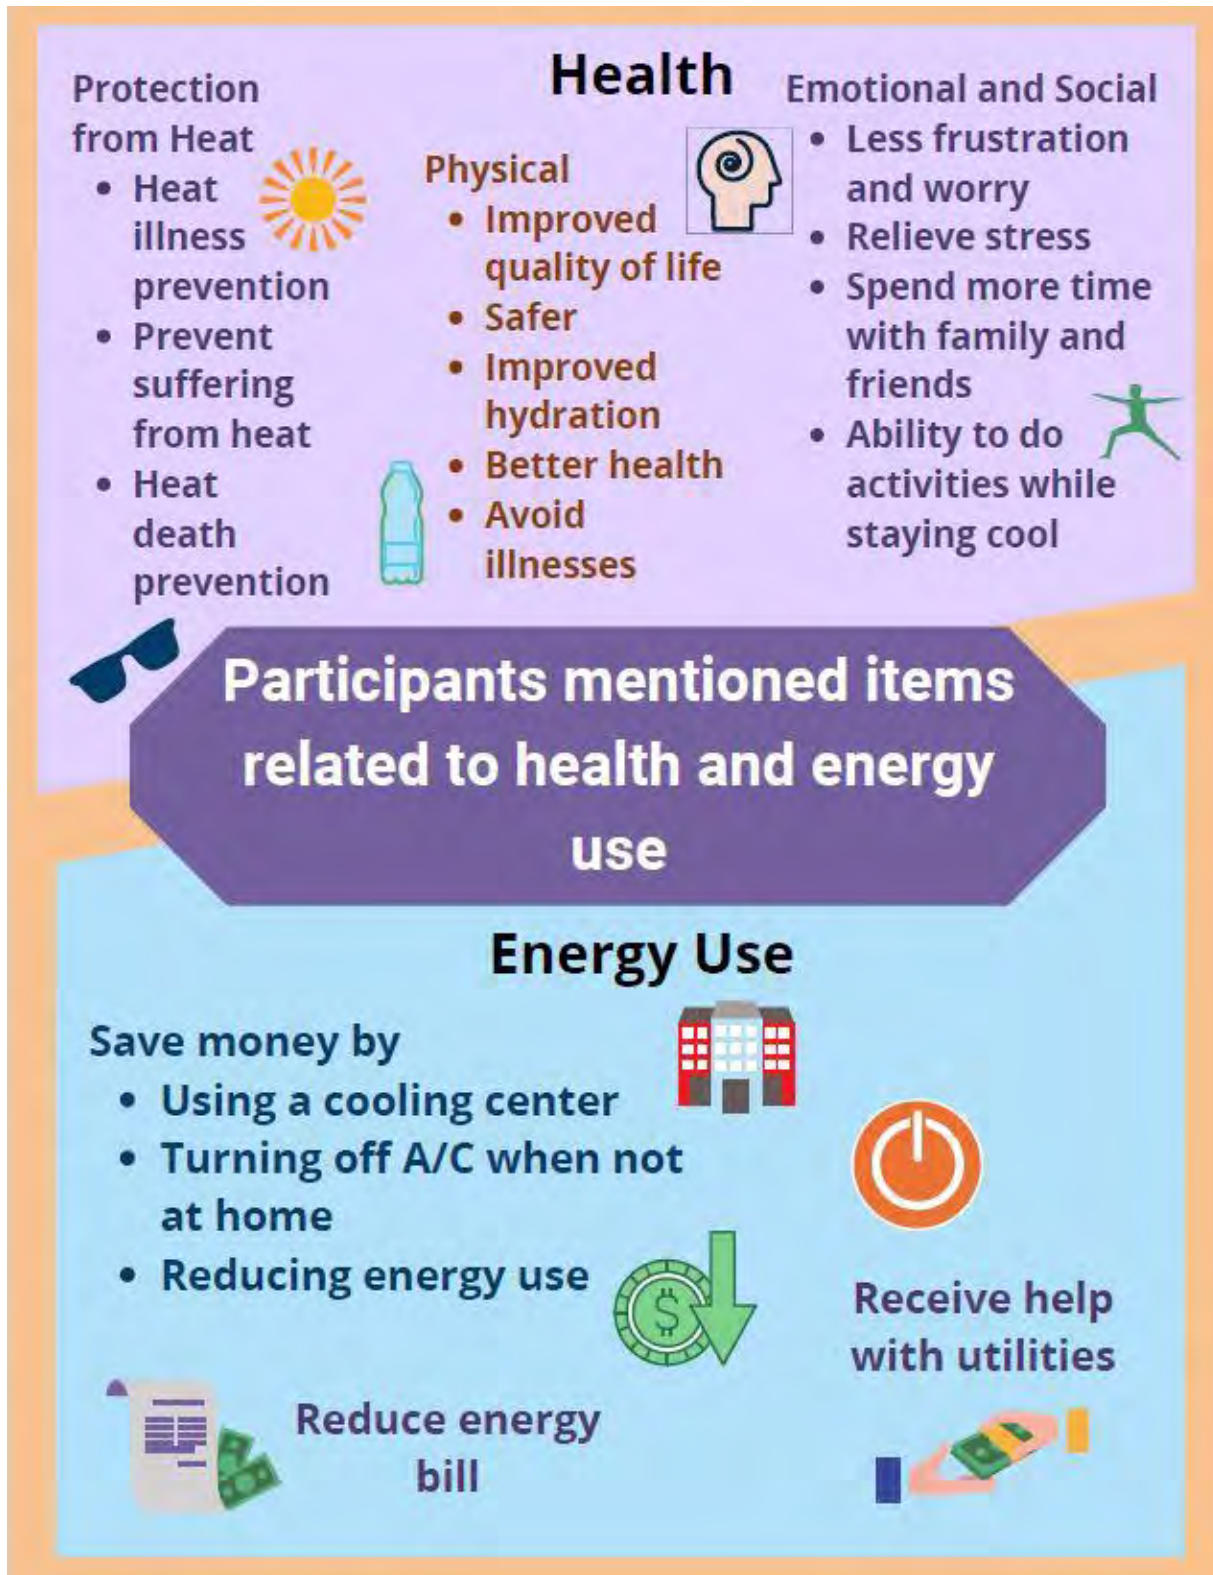 Health
Protection
from Heat
• Heat
illness
prevention
• Prevent
suffering
from heat
• Heat
death
prevention
Physical
• Improved
quality of life
• Safer
• Improved
hydration
• Better health
• Avoid
illnesses
Emotional and Social
• Less frustration
and worry
• Relieve stress
• Spend more time
with family and
friends
• Ability to do
activities while
staying cool
Participants mentioned items
related to health and energy
use
Energy Use
Save money by
• Using a cooling center
• Turning off A/C when not
at home
• Reducing energy use
$
Receive help
with utilities
Reduce energy
bill